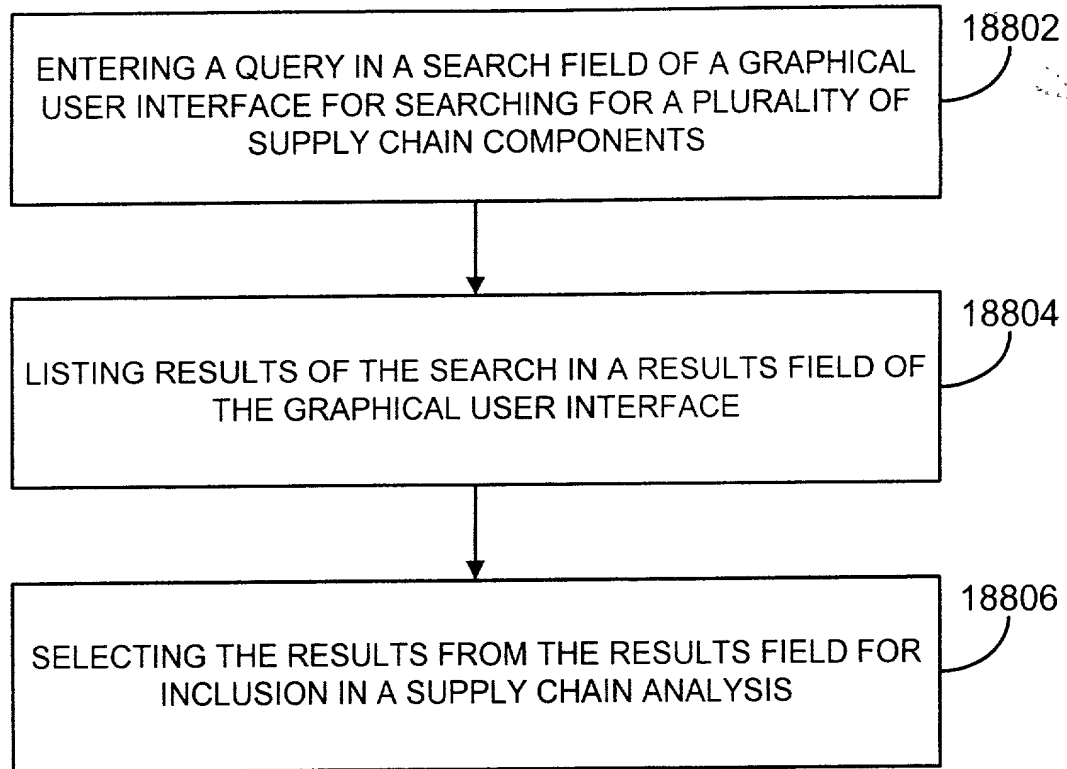 18802
ENTERING A QUERY IN A SEARCH FIELD OF A GRAPHICAL
USER INTERFACE FOR SEARCHING FOR A PLURALITY OF
SUPPLY CHAIN COMPONENTS
18804
LISTING RESULTS OF THE SEARCH IN A RESULTS FIELD OF
THE GRAPHICAL USER INTERFACE
18806
SELECTING THE RESULTS FROM THE RESULTS FIELD FOR
INCLUSION IN A SUPPLY CHAIN ANALYSIS